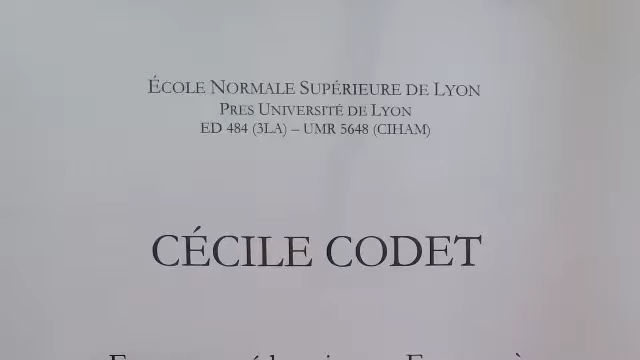 ÉCOLE NORMALE SUPÉRIEURE DE LYON
PRES UNIVERSITÉ DE LYON
ED 484 (3LA) – UMR 5648 (CIHAM)
CÉCILE CODET